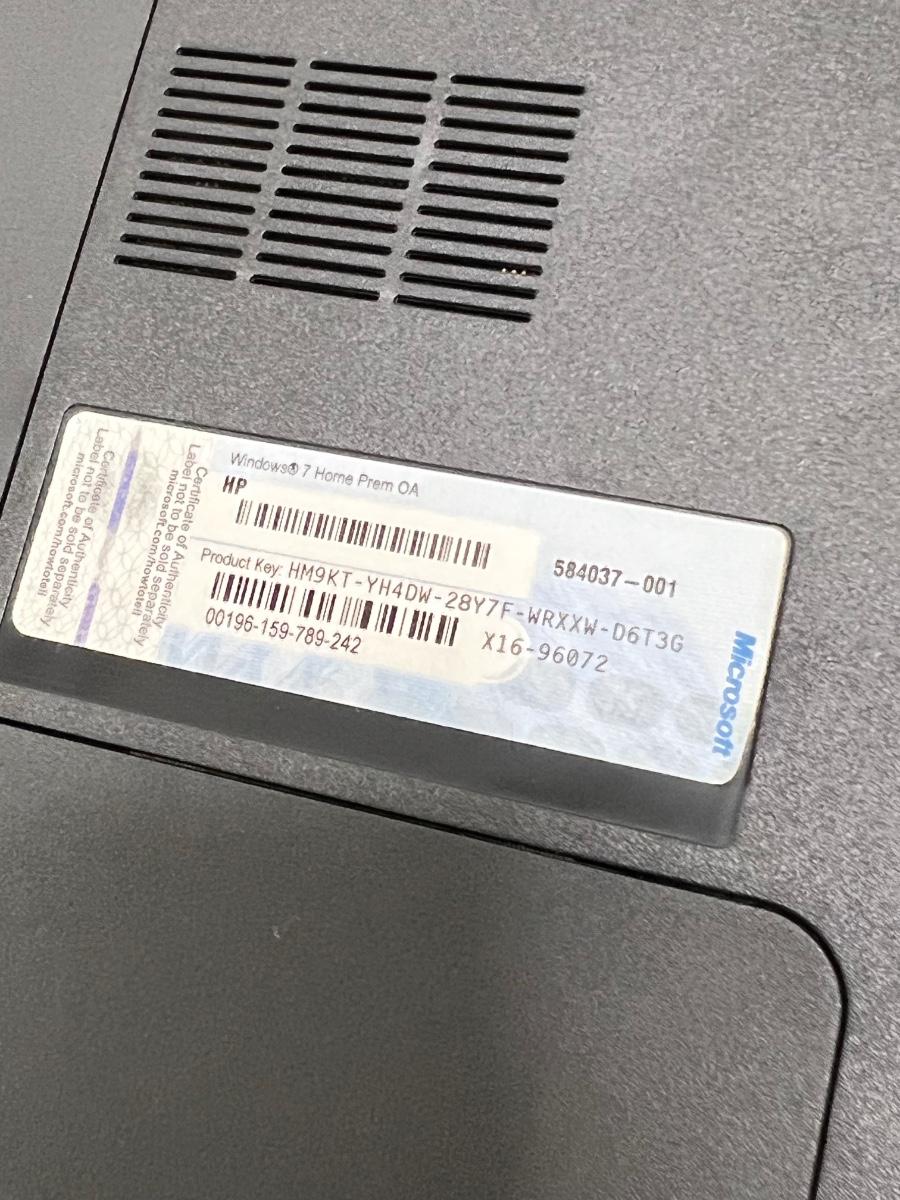 Certificate of Authenticity
Label not to be sold separately
microsoft.com/howtotell
Certificate of Authenticity
Label not to be sold separately
microsoft.com/howtotell
Windows® 7 Home Prem OA
HP
584037-001
Product Key: HM9KT-YH4DW-28Y7F-WRXXW-D6T3G
00196-159-789-242
X16-96072
Microsoft